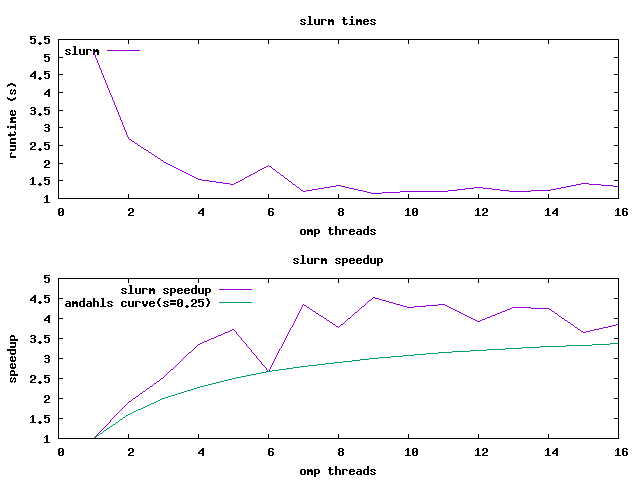 slurm times
5.5
5
4.5
4
3.5
3
2.5
2
1.5
1
runtime (s)
slurm
0 2 4 6 8 10 12 14 16
omp threads
slurm speedup
5
4.5
4
3.5
3
2.5
2
1.5
1
speedup
slurm speedup
amdahls curve(s=0.25)
0 2 4 6 8 10 12 14 16
omp threads